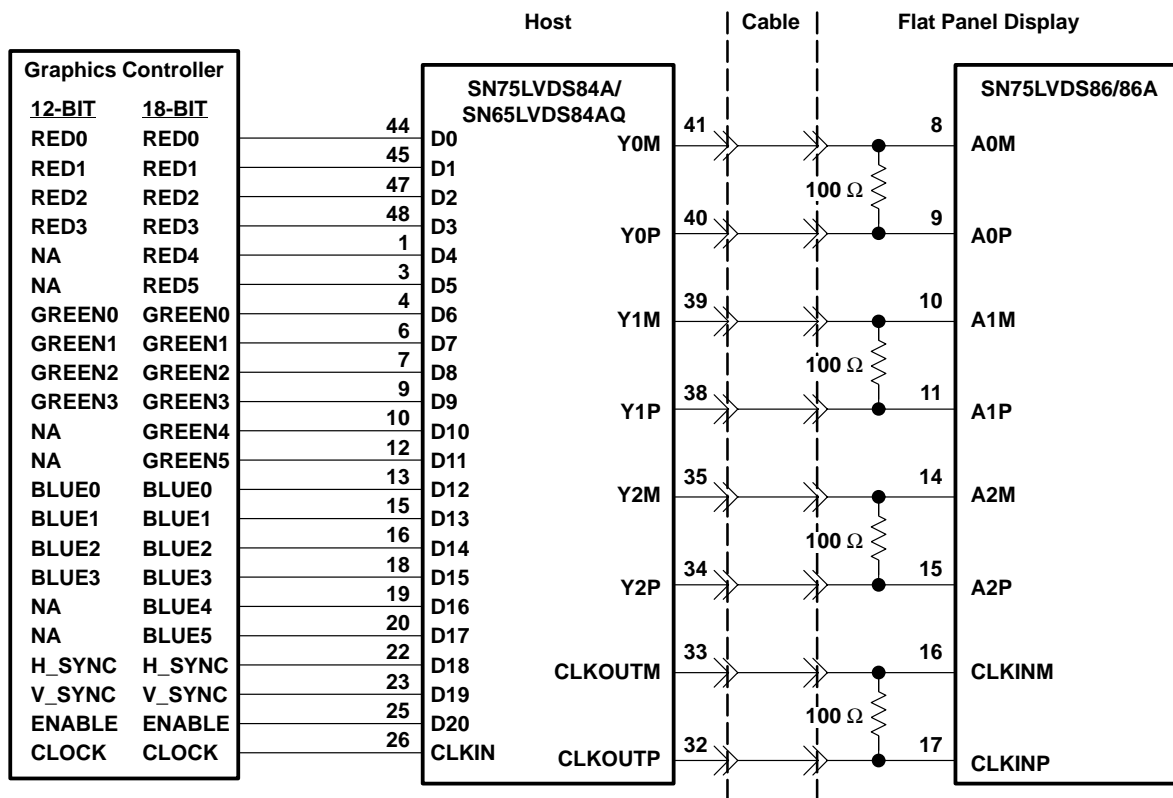 Host
Cable
Flat Panel Display
Graphics Controller
12-BIT 18-BIT
RED0 RED0
RED1 RED1
RED2 RED2
RED3 RED3
NA RED4
NA RED5
GREEN0 GREEN0
GREEN1 GREEN1
GREEN2 GREEN2
GREEN3 GREEN3
NA GREEN4
NA GREEN5
BLUE0 BLUE0
BLUE1 BLUE1
BLUE2 BLUE2
BLUE3 BLUE3
NA BLUE4
NA BLUE5
H_SYNC H_SYNC
V_SYNC V_SYNC
ENABLE ENABLE
CLOCK CLOCK
SN75LVDS84A/
SN65LVDS84AQ
44 D0
45 D1
47 D2
48 D3
1 D4
3 D5
4 D6
6 D7
7 D8
9 D9
10 D10
12 D11
13 D12
15 D13
16 D14
18 D15
19 D16
20 D17
22 D18
23 D19
25 D20
26 CLKIN
Y0M 41
Y0P 40
Y1M 39
Y1P 38
Y2M 35
Y2P 34
CLKOUTM 33
CLKOUTP 32
100 Ω
100 Ω
100 Ω
100 Ω
SN75LVDS86/86A
8 A0M
9 A0P
10 A1M
11 A1P
14 A2M
15 A2P
16 CLKINM
17 CLKINP